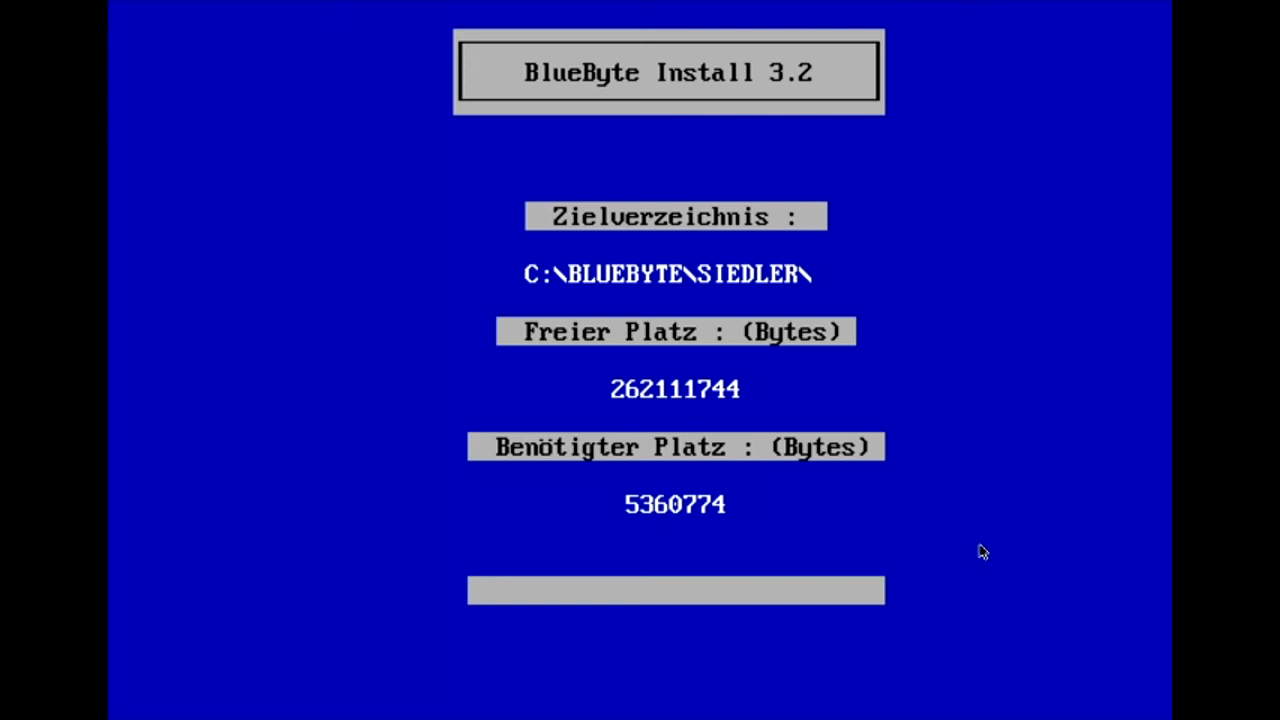 BlueByte Install 3.2
Zielverzeichnis :
C:\BLUEBYTE\SIEDLER\
Freier Platz : (Bytes)
262111744
Benötigter Platz : (Bytes)
5360774